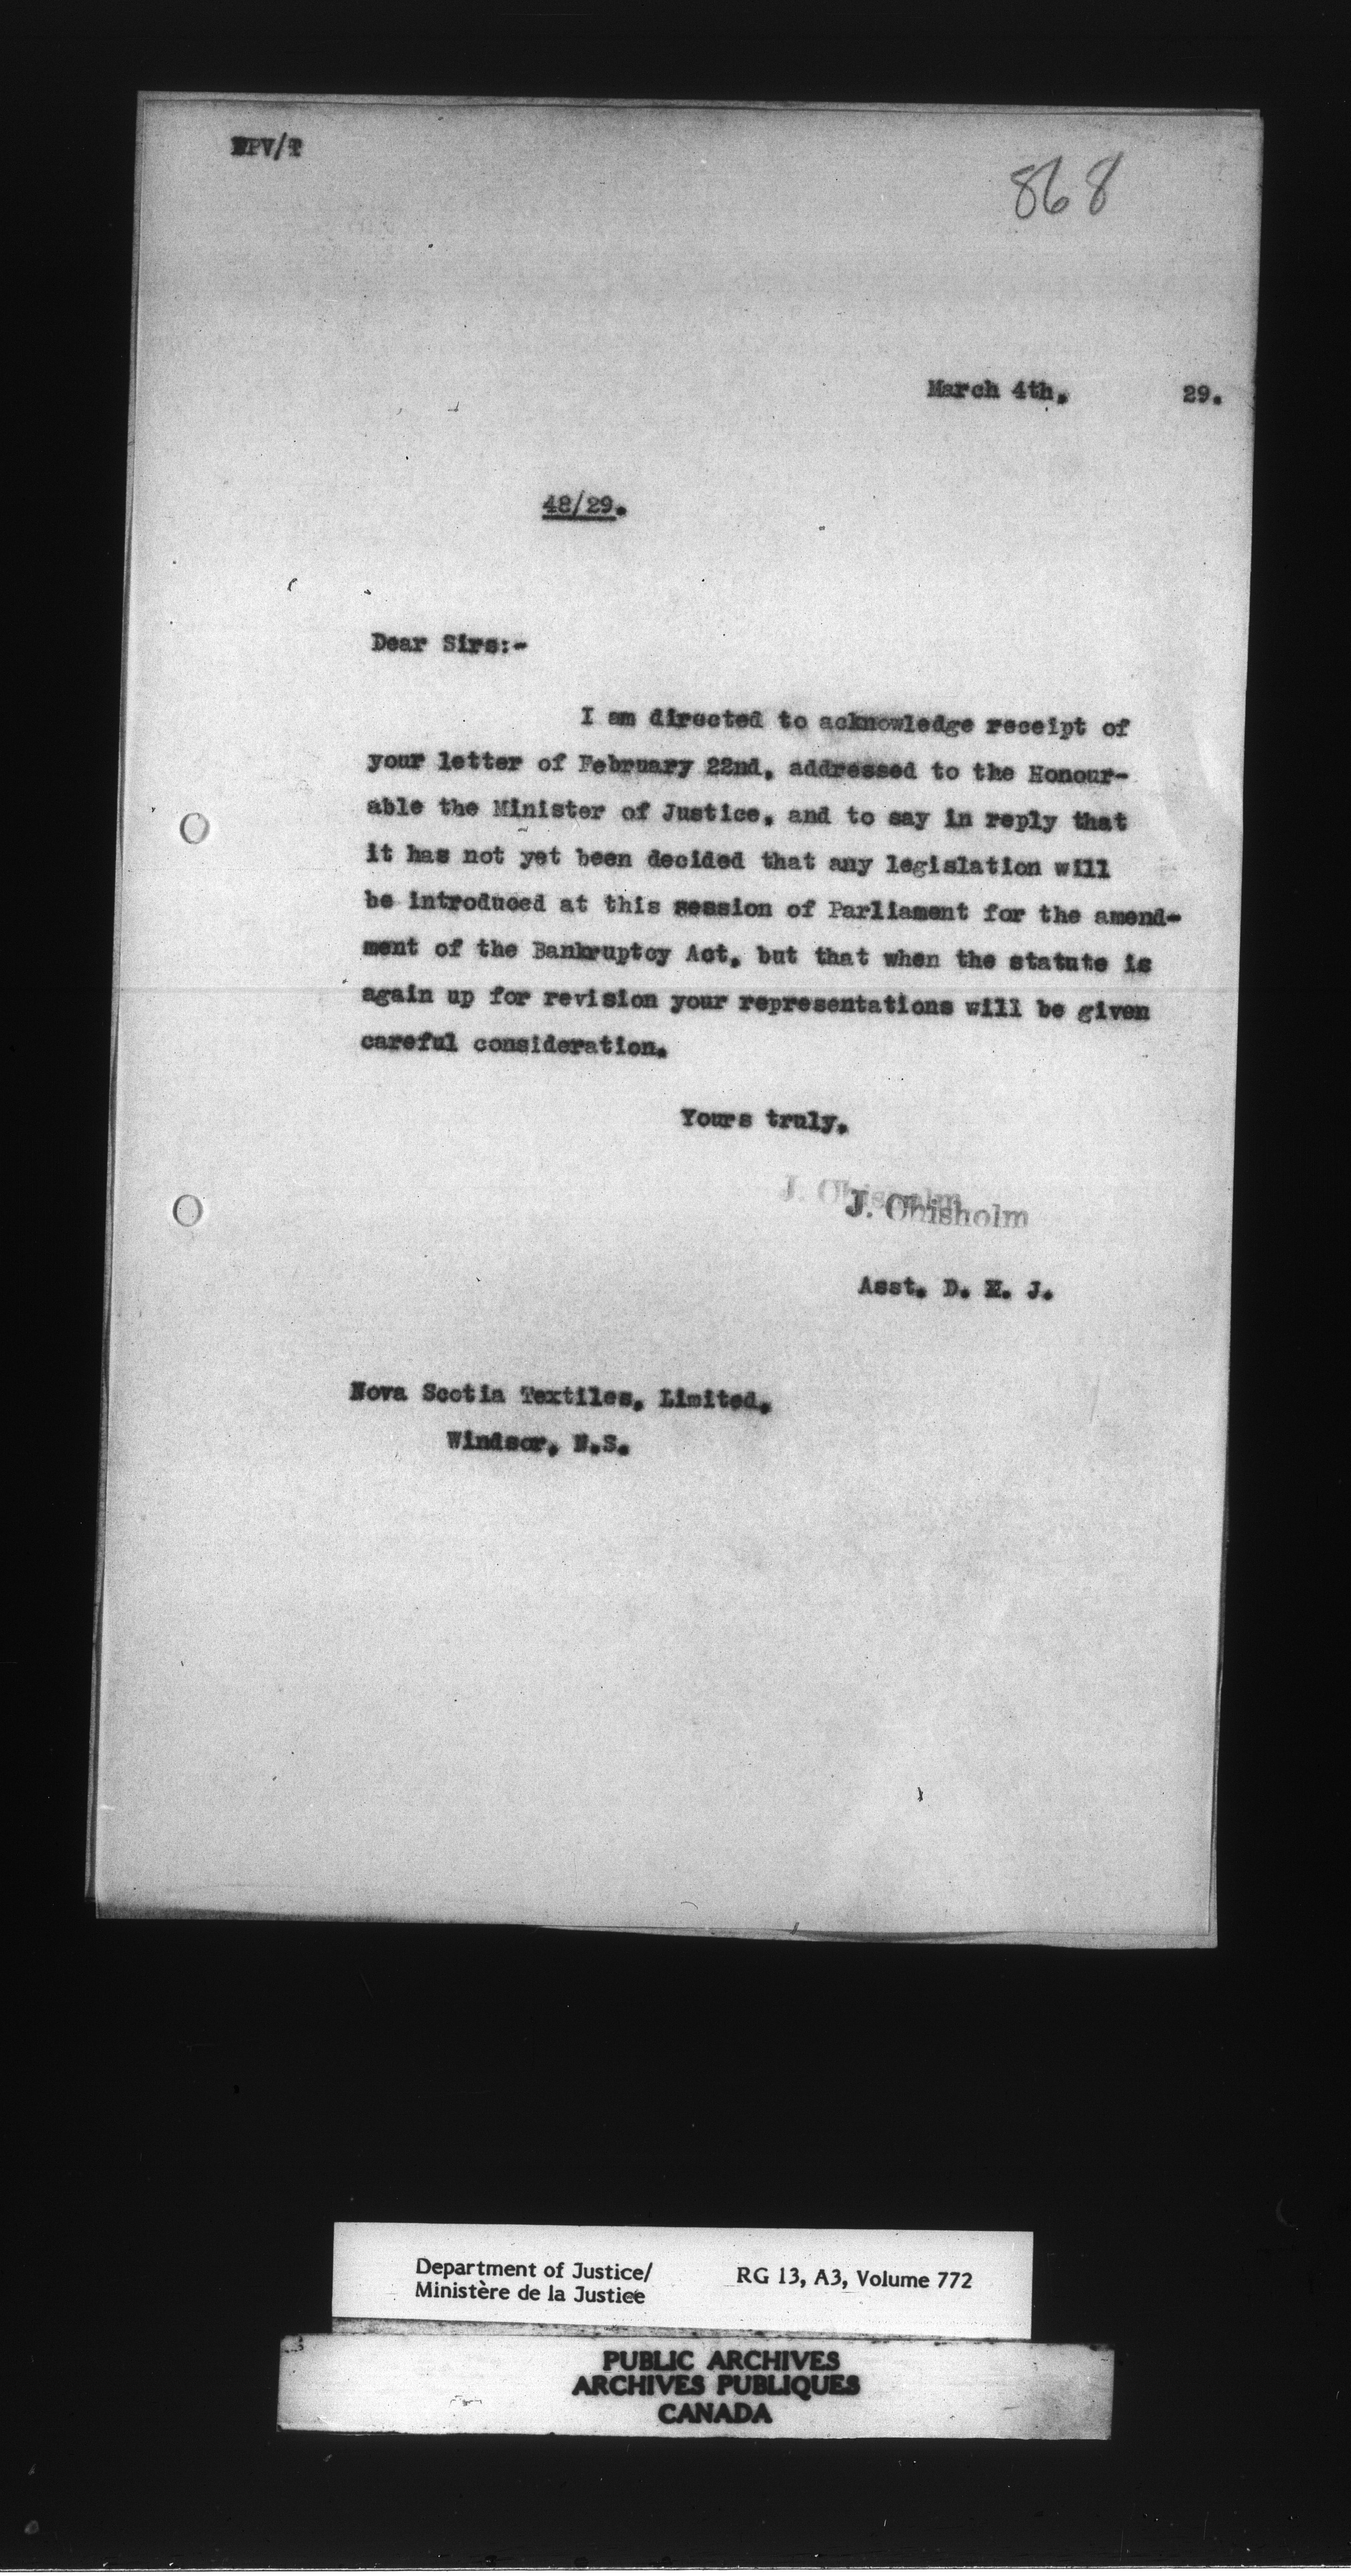 868
March 4th, 29.
48/29.
Dear Sirs:-
I am directed to acknowledge receipt of
your letter of February 22nd, addressed to the Honour-
able the Minister of Justice, and to say in reply that
it has not yet been decided that any legislation will
be introduced at this session of Parliament for the amend-
ment of the Bankruptcy Act, but that when the statute is
again up for revision your representations will be given
careful consideration.
Yours truly,
J. Chisholm
J. Chisholm
Asst. D. M. J.
Nova Scotia Textiles, Limited,
Windsor, N.S.
Department of Justice/
Ministère de la Justice
RG 13, A3, Volume 772
PUBLIC ARCHIVES
ARCHIVES PUBLIQUES
CANADA